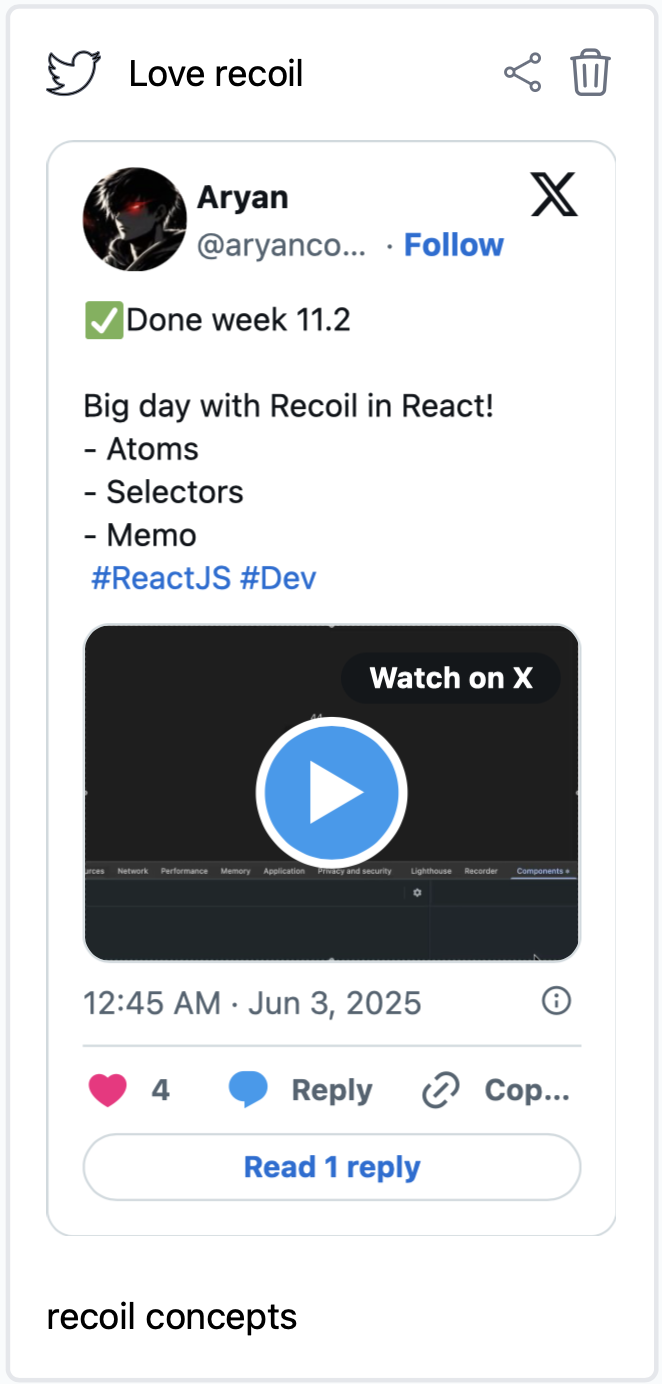 Love recoil
Aryan
@aryanco... · Follow
✅Done week 11.2
Big day with Recoil in React!
- Atoms
- Selectors
- Memo
#ReactJS #Dev
Watch on X
urces Network Performance Memory Application Privacy and security Lighthouse Recorder Components
12:45 AM · Jun 3, 2025
4 Reply Cop...
Read 1 reply
recoil concepts